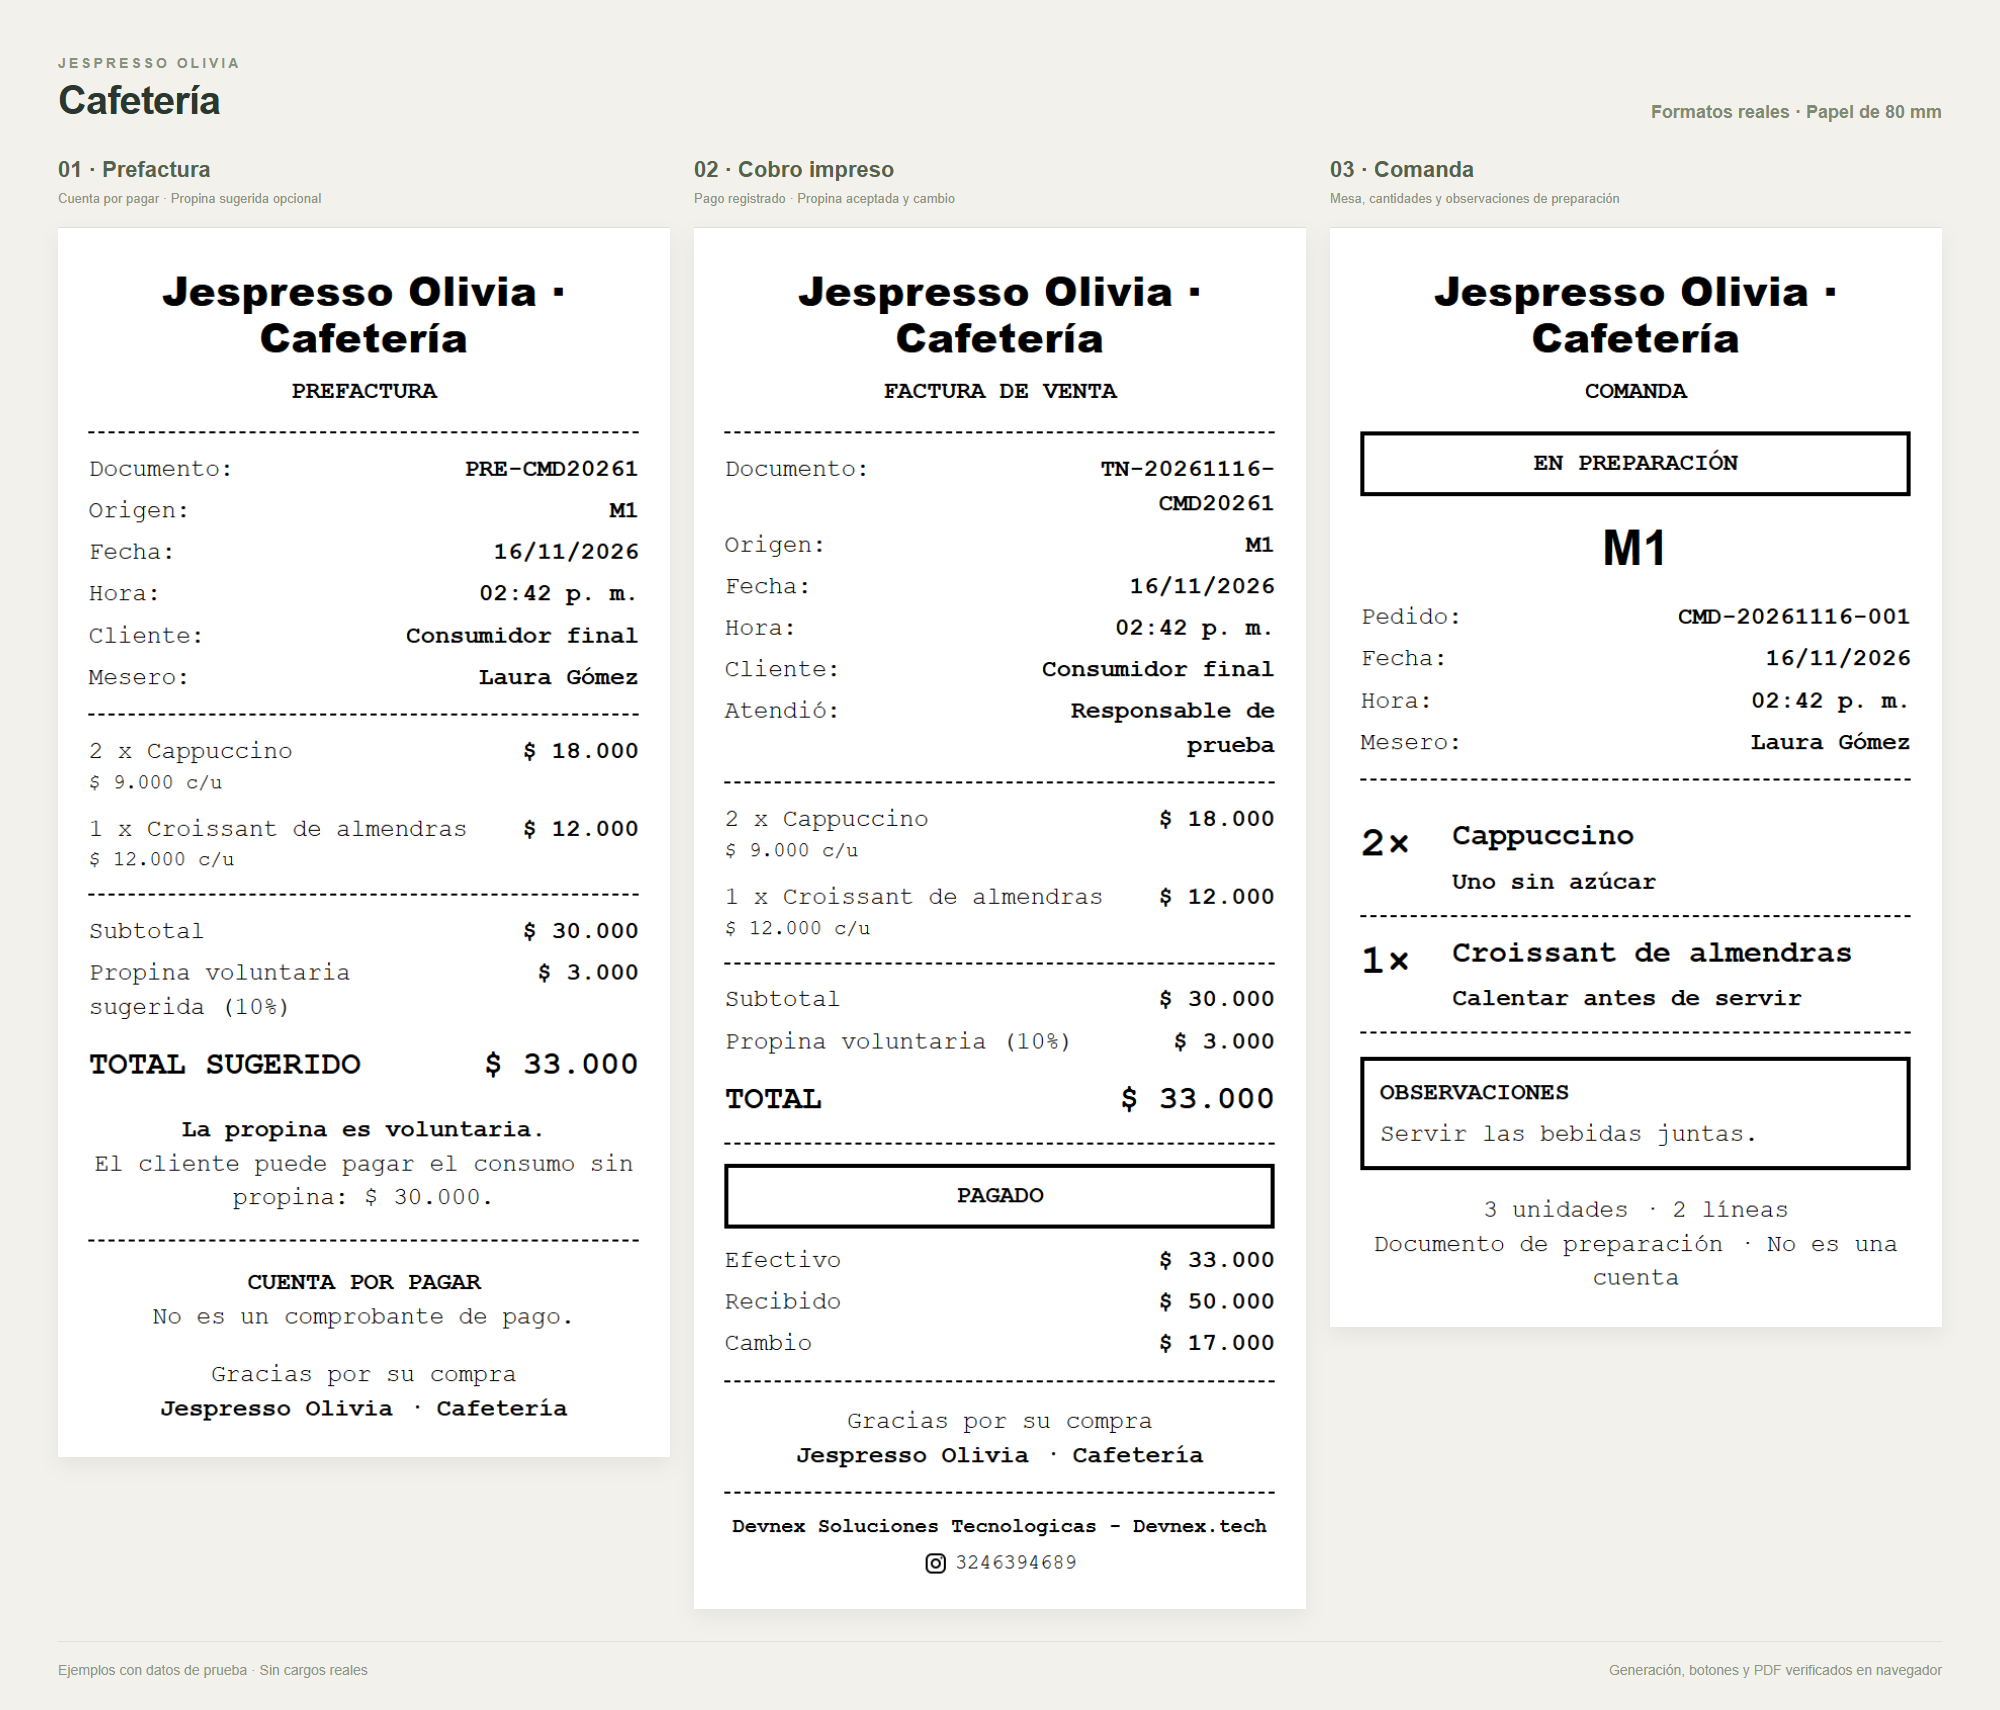 JESPRESSO OLIVIA
Cafetería
Formatos reales · Papel de 80 mm
01 · Prefactura
Cuenta por pagar · Propina sugerida opcional
Jespresso Olivia ·
Cafetería
PREFACTURA
Documento: PRE-CMD20261
Origen: M1
Fecha: 16/11/2026
Hora: 02:42 p. m.
Cliente: Consumidor final
Mesero: Laura Gómez
2 x Cappuccino $ 18.000
$ 9.000 c/u
1 x Croissant de almendras $ 12.000
$ 12.000 c/u
Subtotal $ 30.000
Propina voluntaria $ 3.000
sugerida (10%)
TOTAL SUGERIDO $ 33.000
La propina es voluntaria.
El cliente puede pagar el consumo sin
propina: $ 30.000.
CUENTA POR PAGAR
No es un comprobante de pago.
Gracias por su compra
Jespresso Olivia · Cafetería
02 · Cobro impreso
Pago registrado · Propina aceptada y cambio
Jespresso Olivia ·
Cafetería
FACTURA DE VENTA
Documento: TN-20261116-
CMD20261
Origen: M1
Fecha: 16/11/2026
Hora: 02:42 p. m.
Cliente: Consumidor final
Atendió: Responsable de
prueba
2 x Cappuccino $ 18.000
$ 9.000 c/u
1 x Croissant de almendras $ 12.000
$ 12.000 c/u
Subtotal $ 30.000
Propina voluntaria (10%) $ 3.000
TOTAL $ 33.000
PAGADO
Efectivo $ 33.000
Recibido $ 50.000
Cambio $ 17.000
Gracias por su compra
Jespresso Olivia · Cafetería
Devnex Soluciones Tecnologicas - Devnex.tech
3246394689
03 · Comanda
Mesa, cantidades y observaciones de preparación
Jespresso Olivia ·
Cafetería
COMANDA
EN PREPARACIÓN
M1
Pedido: CMD-20261116-001
Fecha: 16/11/2026
Hora: 02:42 p. m.
Mesero: Laura Gómez
2× Cappuccino
Uno sin azúcar
1× Croissant de almendras
Calentar antes de servir
OBSERVACIONES
Servir las bebidas juntas.
3 unidades · 2 líneas
Documento de preparación · No es una
cuenta
Ejemplos con datos de prueba · Sin cargos reales
Generación, botones y PDF verificados en navegador